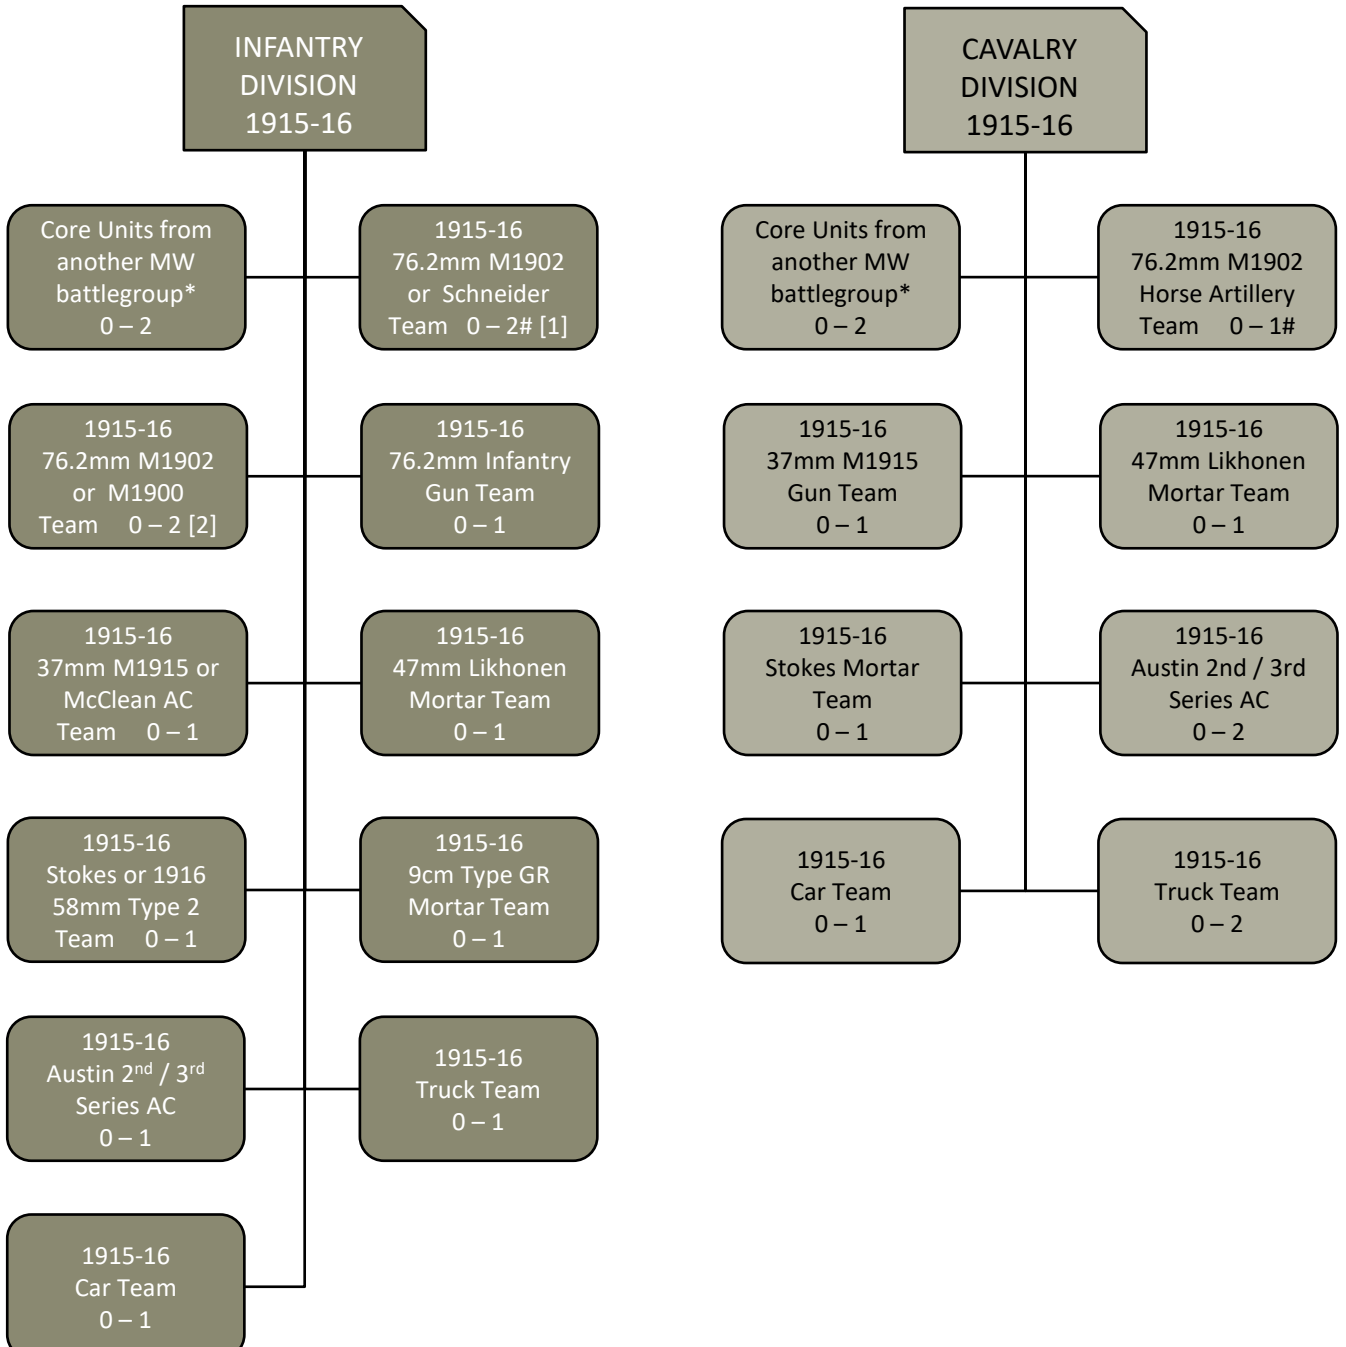 INFANTRY
DIVISION
1915-16
Core Units from
another MW
battlegroup*
0 – 2
1915-16
76.2mm M1902
or Schneider
Team 0 – 2# [1]
1915-16
76.2mm M1902
or M1900
Team 0 – 2 [2]
1915-16
76.2mm Infantry
Gun Team
0 – 1
1915-16
37mm M1915 or
McClean AC
Team 0 – 1
1915-16
47mm Likhonen
Mortar Team
0 – 1
1915-16
Stokes or 1916
58mm Type 2
Team 0 – 1
1915-16
9cm Type GR
Mortar Team
0 – 1
1915-16
Austin 2nd / 3rd
Series AC
0 – 1
1915-16
Truck Team
0 – 1
1915-16
Car Team
0 – 1
CAVALRY
DIVISION
1915-16
Core Units from
another MW
battlegroup*
0 – 2
1915-16
76.2mm M1902
Horse Artillery
Team 0 – 1#
1915-16
37mm M1915
Gun Team
0 – 1
1915-16
47mm Likhonen
Mortar Team
0 – 1
1915-16
Stokes Mortar
Team
0 – 1
1915-16
Austin 2nd / 3rd
Series AC
0 – 2
1915-16
Car Team
0 – 1
1915-16
Truck Team
0 – 2